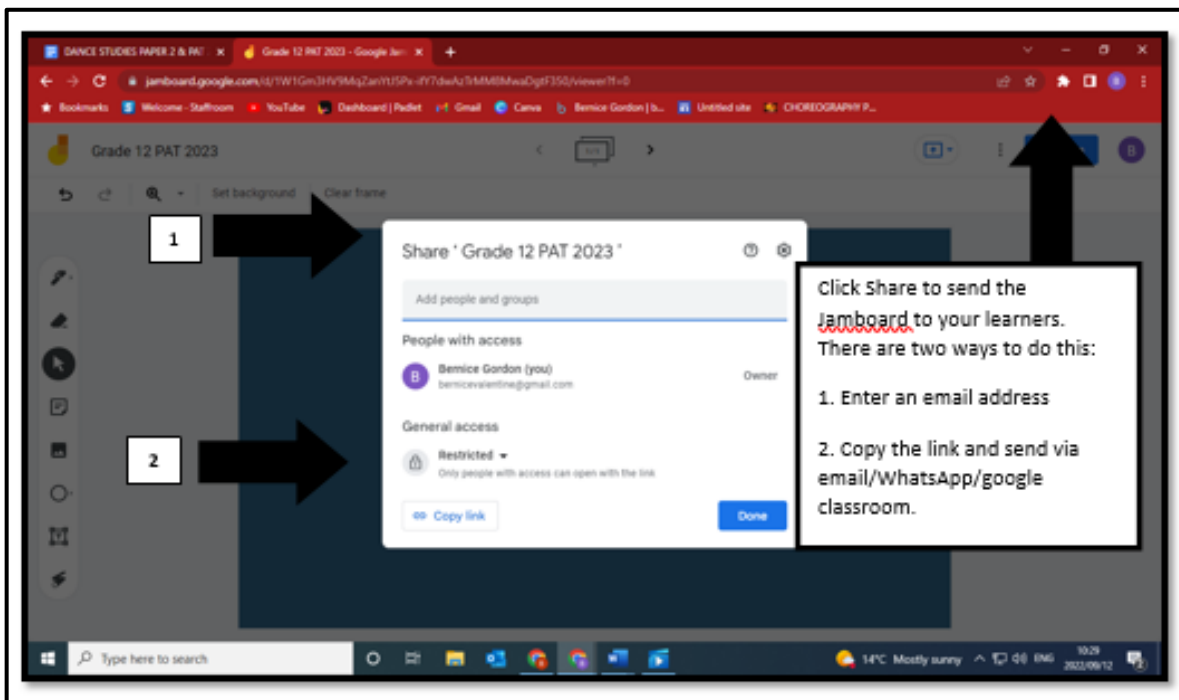 DANCE STUDIES PAPER 2 & PAT
Grade 12 PAT 2023 - Google Jam
jamboard.google.com
Bookmarks Welcome - Staffroom YouTube Dashboard | Padlet Gmail Canva Bernice Gordon | b... Untitled site CHOREOGRAPHY P...
Grade 12 PAT 2023
Set background Clear frame
1
Share ' Grade 12 PAT 2023 '
Add people and groups
People with access
B Bernice Gordon (you)
bernicevalentine@gmail.com
Owner
General access
2
Restricted
Only people with access can open with the link
Copy link
Done
Click Share to send the
Jamboard to your learners.
There are two ways to do this:
1. Enter an email address
2. Copy the link and send via
email/WhatsApp/google
classroom.
B
Type here to search
14°C Mostly sunny ENG
10:29
2022/09/12